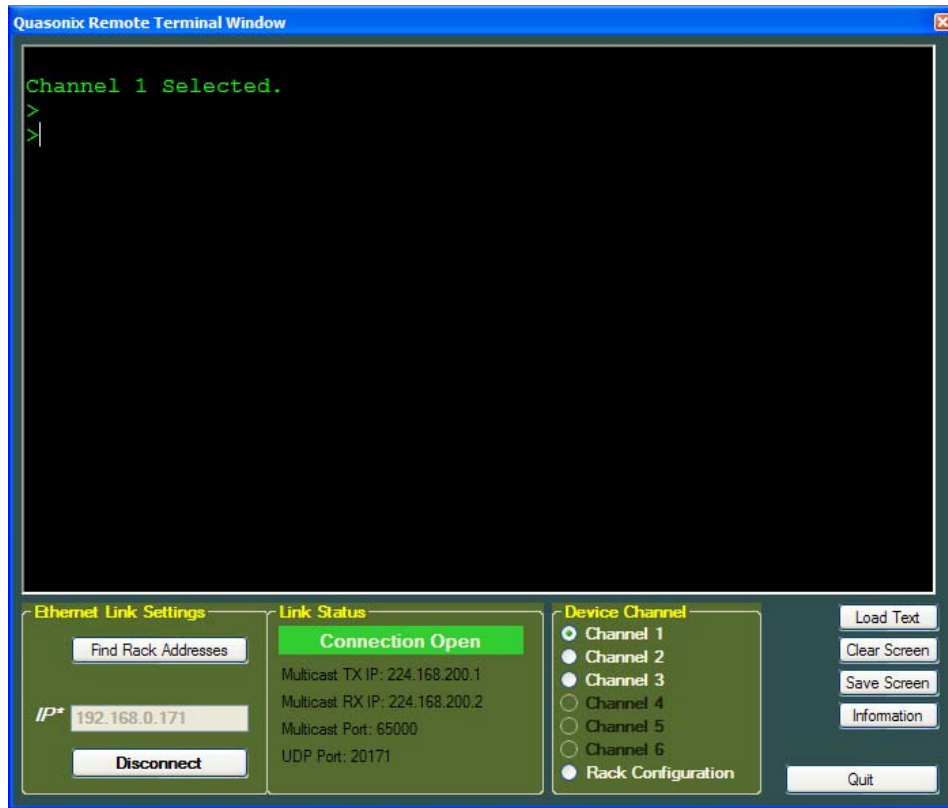 Quasonix Remote Terminal Window
Channel 1 Selected.
>
>
Ethernet Link Settings
Find Rack Addresses
IP* 192.168.0.171
Disconnect
Link Status
Connection Open
Multicast TX IP: 224.168.200.1
Multicast RX IP: 224.168.200.2
Multicast Port: 65000
UDP Port: 20171
Device Channel
Channel 1
Channel 2
Channel 3
Channel 4
Channel 5
Channel 6
Rack Configuration
Load Text
Clear Screen
Save Screen
Information
Quit